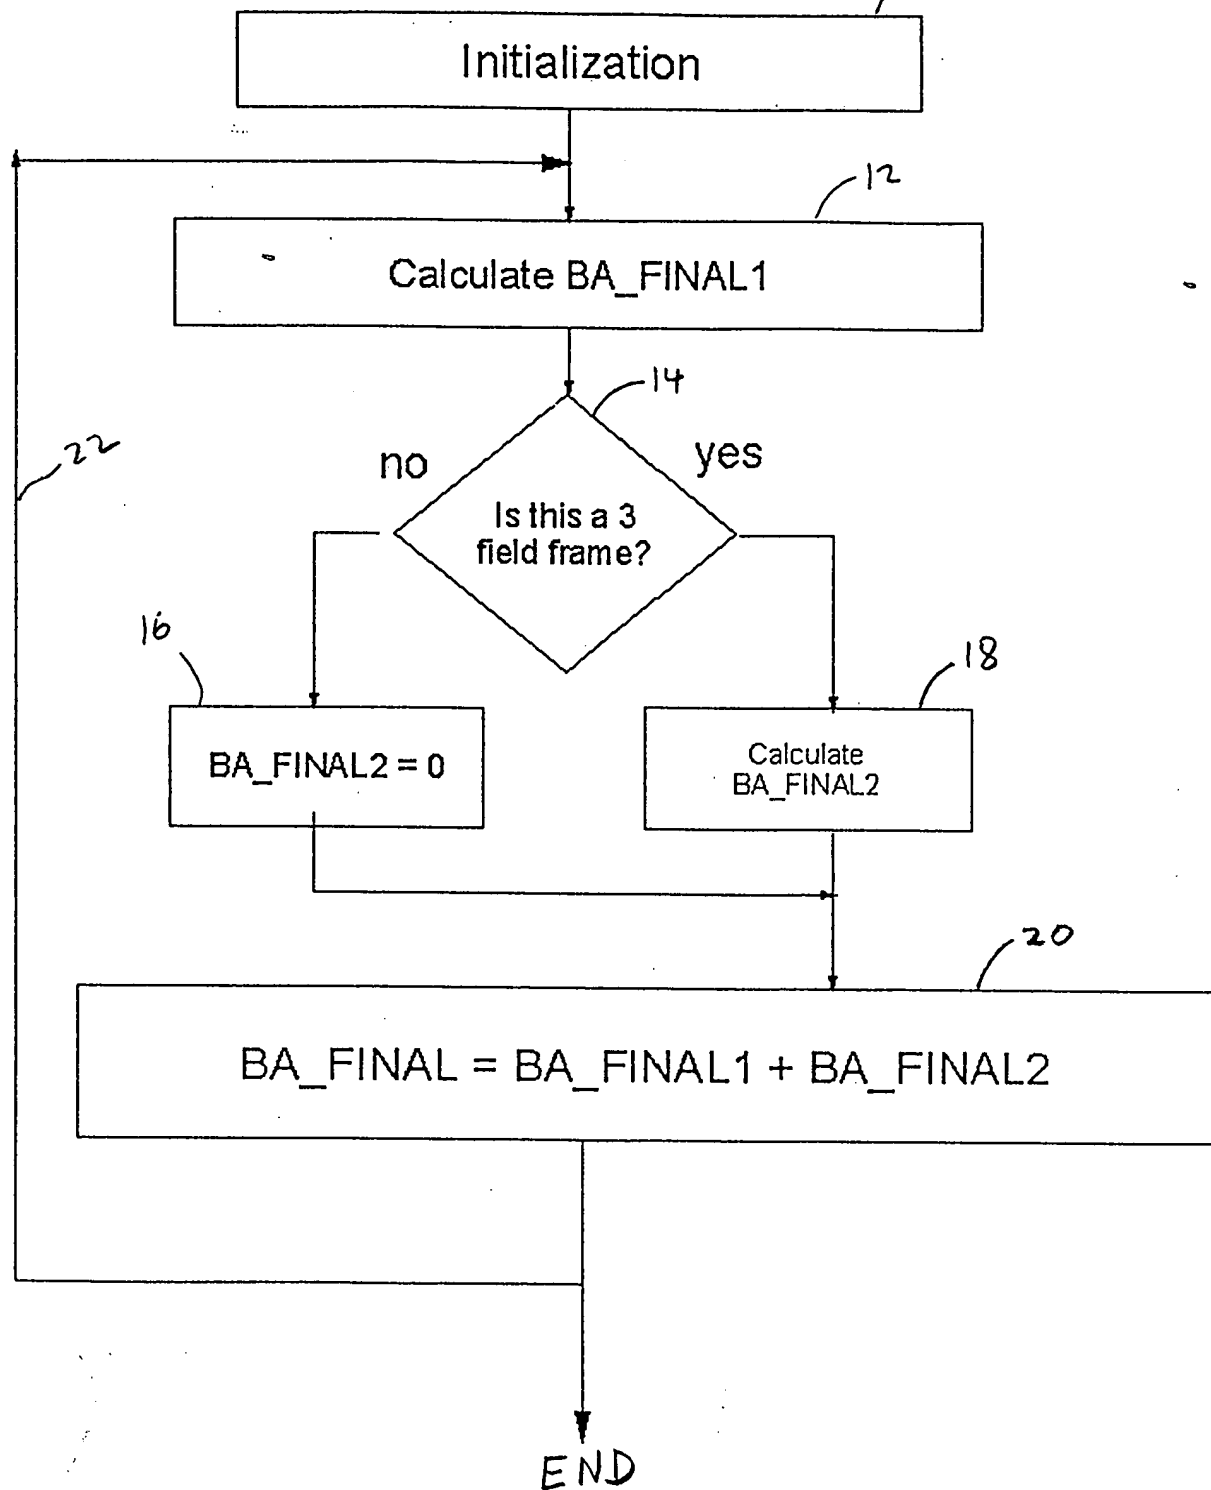 Initialization
12
Calculate BA_FINAL1
14
no
yes
22
Is this a 3
field frame?
16
18
BA_FINAL2 = 0
Calculate
BA_FINAL2
20
BA_FINAL = BA_FINAL1 + BA_FINAL2
END